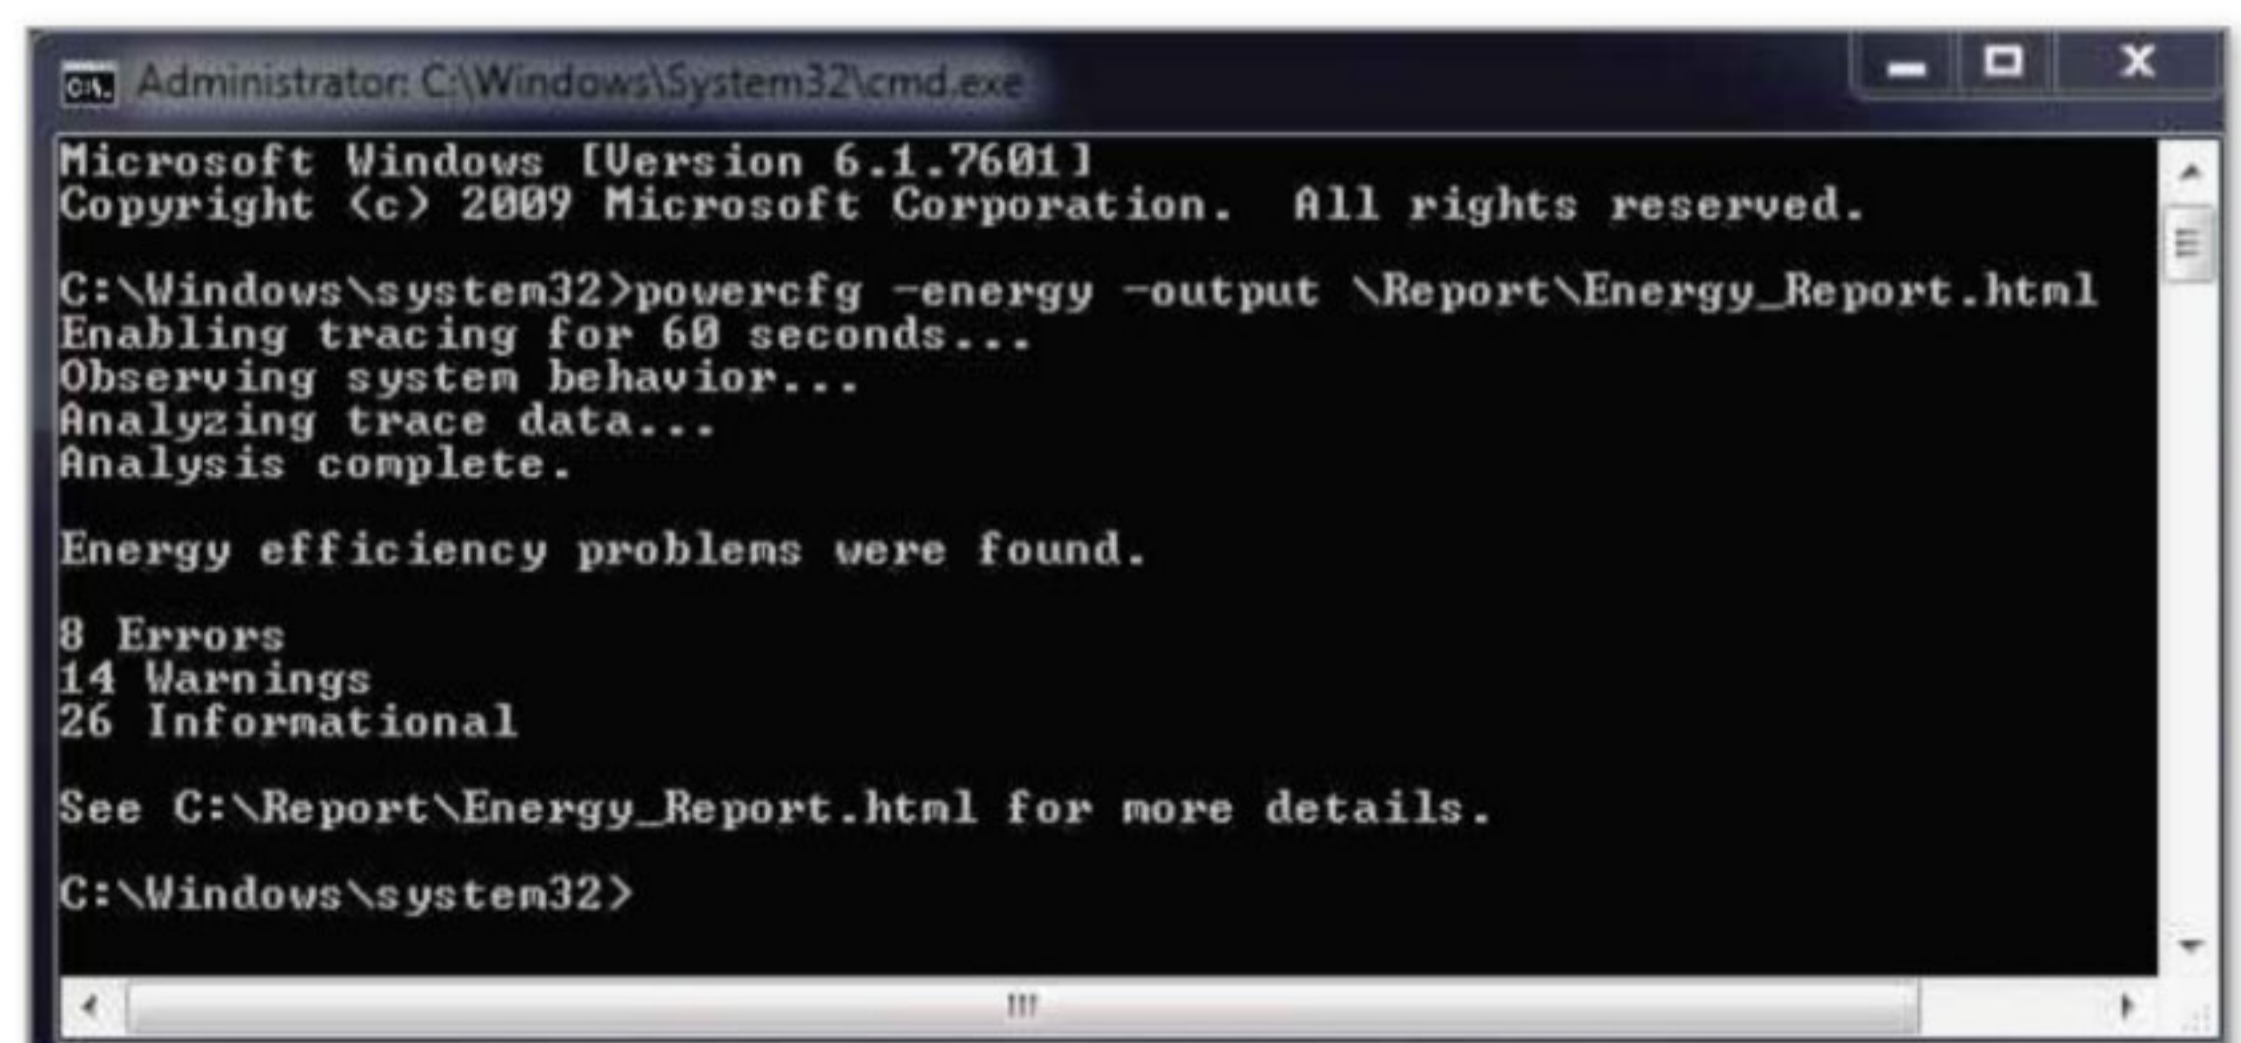 Administrator: C:\Windows\System32\cmd.exe
Microsoft Windows [Version 6.1.7601]
Copyright (c) 2009 Microsoft Corporation.  All rights reserved.
C:\Windows\system32>powercfg -energy -output \Report\Energy_Report.html
Enabling tracing for 60 seconds...
Observing system behavior...
Analyzing trace data...
Analysis complete.
Energy efficiency problems were found.
8 Errors
14 Warnings
26 Informational
See C:\Report\Energy_Report.html for more details.
C:\Windows\system32>